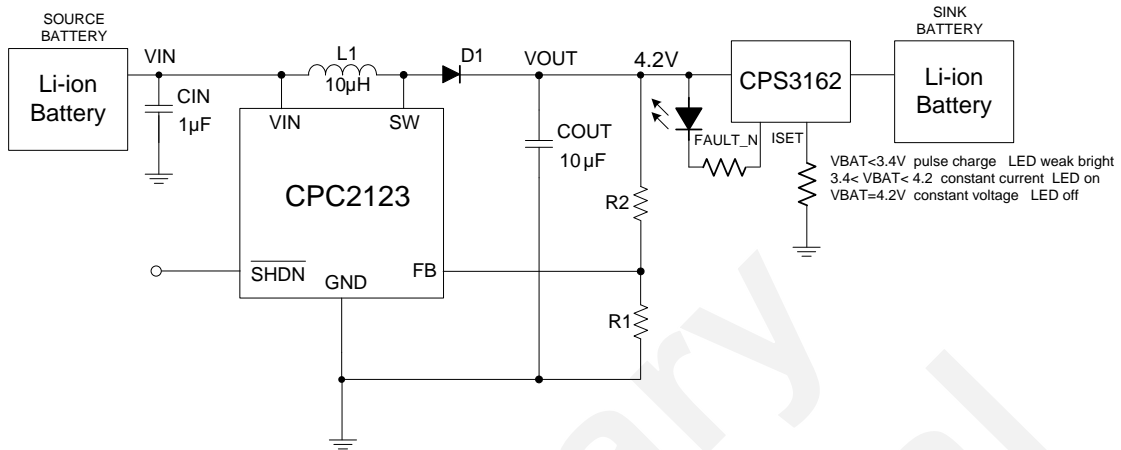 SOURCE
BATTERY
Li-ion
Battery
VIN
CIN
1µF
L1
10µH
D1
VOUT
4.2V
VIN
SW
CPC2123
SHDN
GND
FB
COUT
10µF
R2
R1
FAULT_N
ISET
CPS3162
SINK
BATTERY
Li-ion
Battery
VBAT<3.4V pulse charge LED weak bright
3.4< VBAT< 4.2 constant current LED on
VBAT=4.2V constant voltage LED off